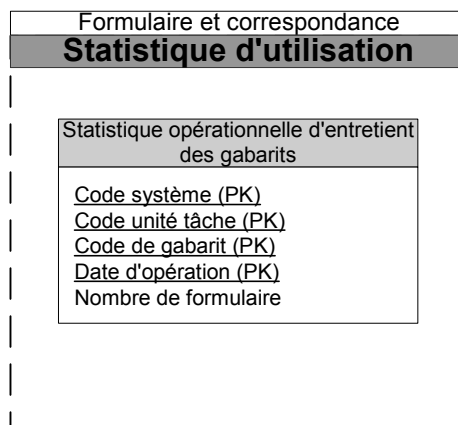 Formulaire et correspondance
Statistique d'utilisation
Statistique opérationnelle d'entretient
des gabarits
Code système (PK)
Code unité tâche (PK)
Code de gabarit (PK)
Date d'opération (PK)
Nombre de formulaire